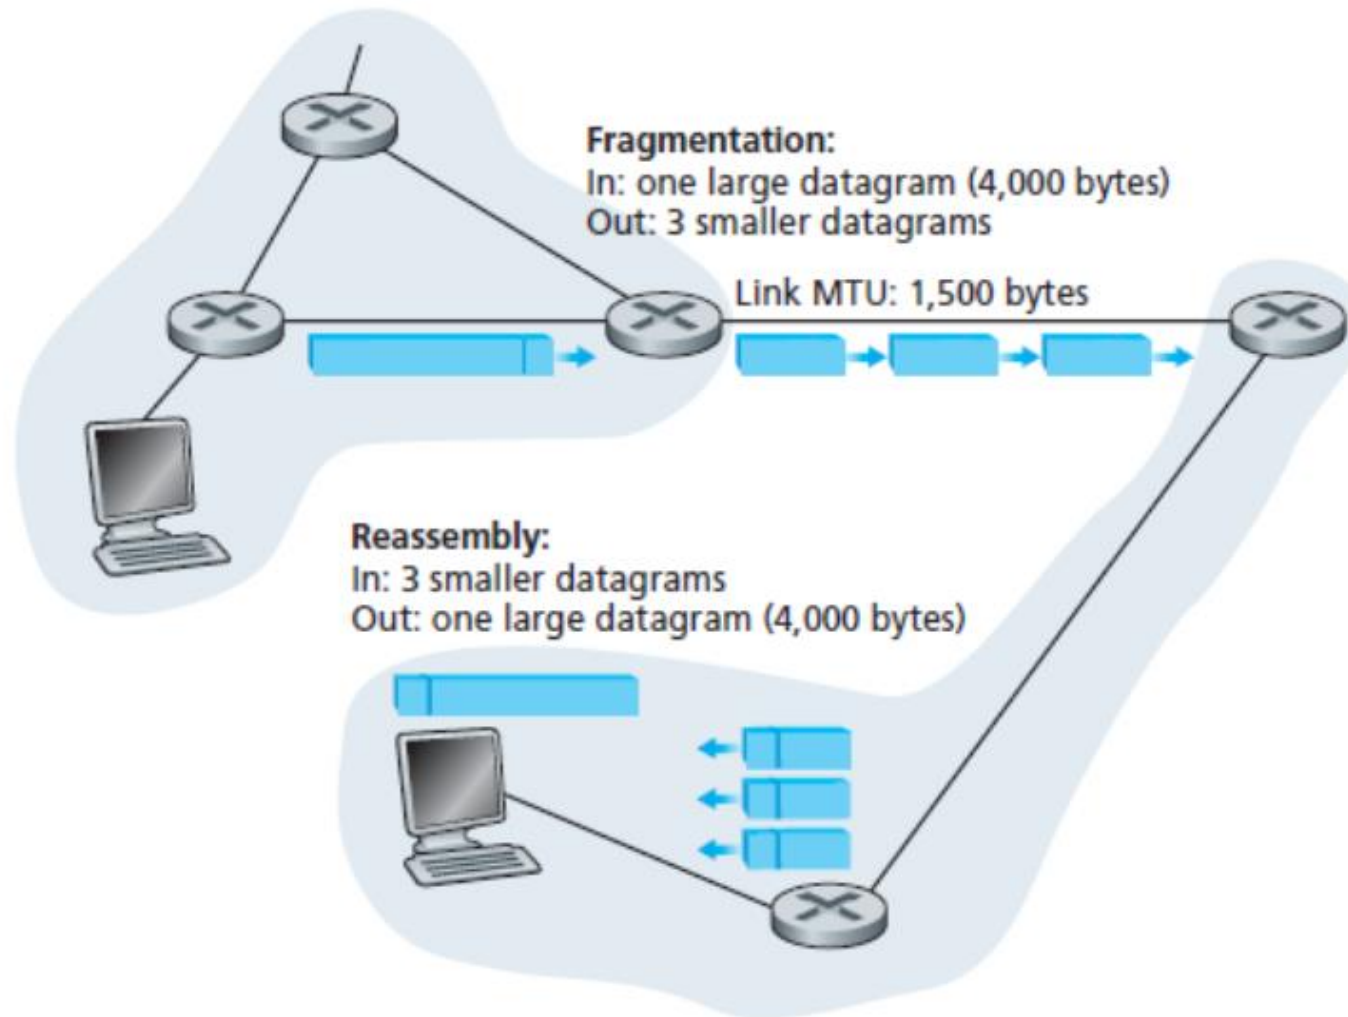 Fragmentation:
In: one large datagram (4,000 bytes)
Out: 3 smaller datagrams
Link MTU: 1,500 bytes
Reassembly:
In: 3 smaller datagrams
Out: one large datagram (4,000 bytes)